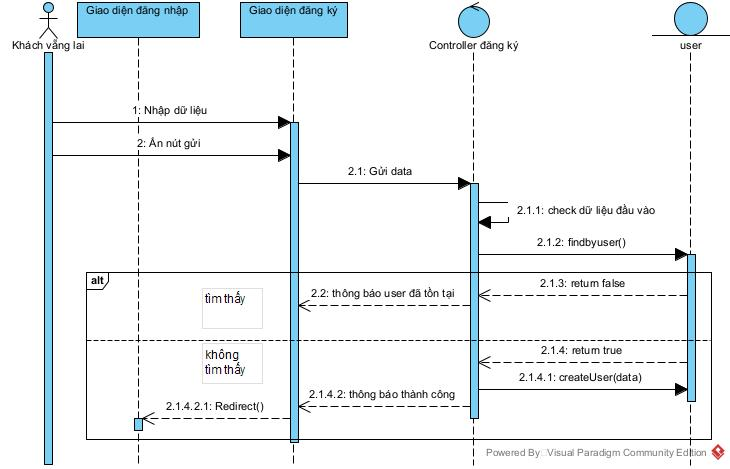 Giao diện đăng nhập
Giao diện đăng ký
Khách vãng lai
Controller đăng ký
user
1: Nhập dữ liệu
2: Ấn nút gửi
2.1: Gửi data
2.1.1: check dữ liệu đầu vào
2.1.2: findbyuser()
alt
2.1.3: return false
2.2: thông báo user đã tồn tại
tìm thấy
không
tìm thấy
2.1.4: return true
2.1.4.1: createUser(data)
2.1.4.2: thông báo thành công
2.1.4.2.1: Redirect()
Powered By: Visual Paradigm Community Edition